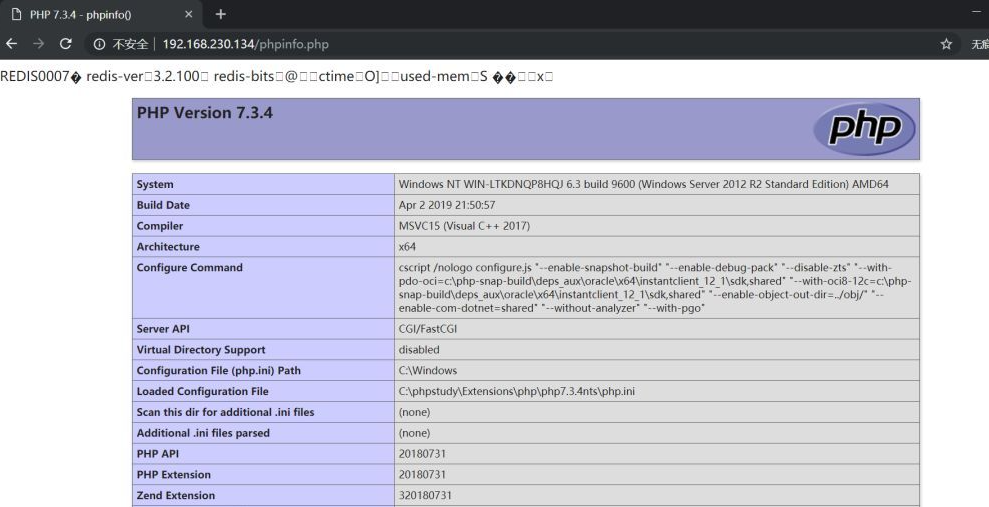 PHP 7.3.4 - phpinfo()
不安全 192.168.230.134/phpinfo.php
REDIS0007� redis-ver□3.2.100□ redis-bits□@□□ctime□O]□□used-mem□S ��□□x□
PHP Version 7.3.4
php
System Windows NT WIN-LTKDNQP8HQJ 6.3 build 9600 (Windows Server 2012 R2 Standard Edition) AMD64
Build Date Apr 2 2019 21:50:57
Compiler MSVC15 (Visual C++ 2017)
Architecture x64
Configure Command cscript /nologo configure.js "--enable-snapshot-build" "--enable-debug-pack" "--disable-zts" "--with-
pdo-oci=c:\php-snap-build\deps_aux\oracle\x64\instantclient_12_1\sdk,shared" "--with-oci8-12c=c:\php-
snap-build\deps_aux\oracle\x64\instantclient_12_1\sdk,shared" "--enable-object-out-dir=../obj/" "--
enable-com-dotnet=shared" "--without-analyzer" "--with-pgo"
Server API CGI/FastCGI
Virtual Directory Support disabled
Configuration File (php.ini) Path C:\Windows
Loaded Configuration File C:\phpstudy\Extensions\php\php7.3.4nts\php.ini
Scan this dir for additional .ini files (none)
Additional .ini files parsed (none)
PHP API 20180731
PHP Extension 20180731
Zend Extension 320180731